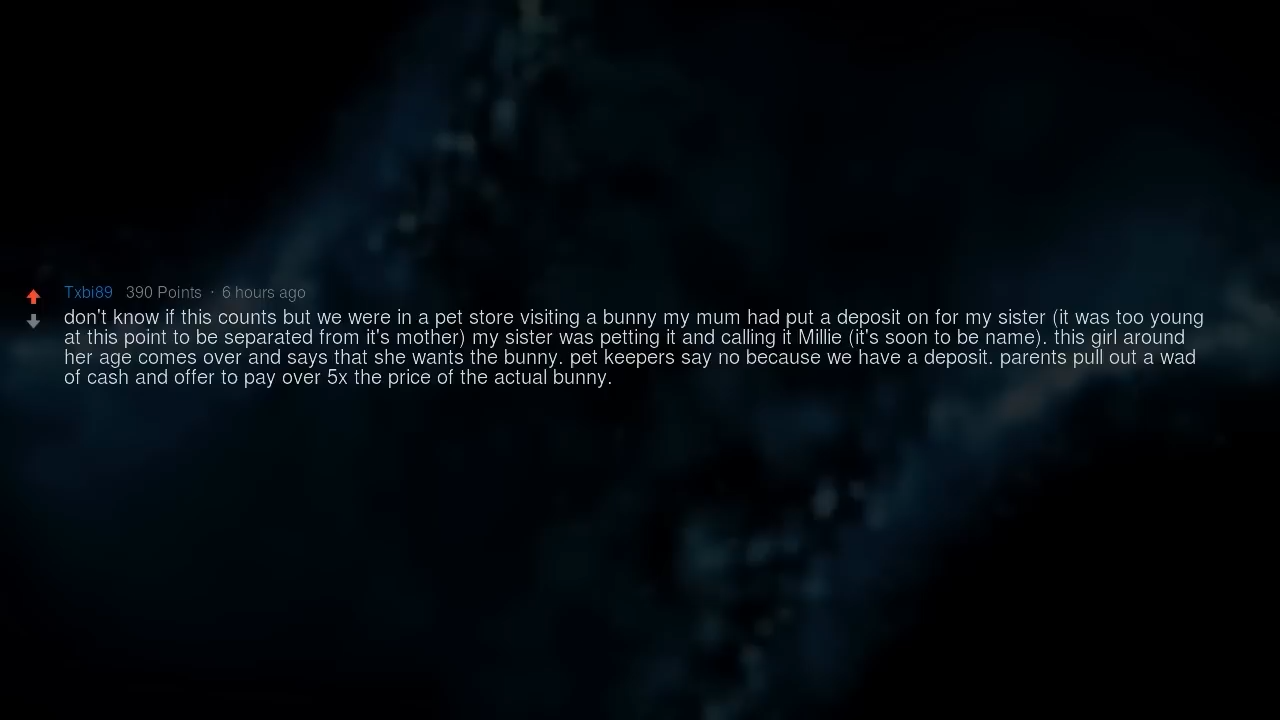 Txbi89 390 Points · 6 hours ago
don't know if this counts but we were in a pet store visiting a bunny my mum had put a deposit on for my sister (it was too young
at this point to be separated from it's mother) my sister was petting it and calling it Millie (it's soon to be name). this girl around
her age comes over and says that she wants the bunny. pet keepers say no because we have a deposit. parents pull out a wad
of cash and offer to pay over 5x the price of the actual bunny.